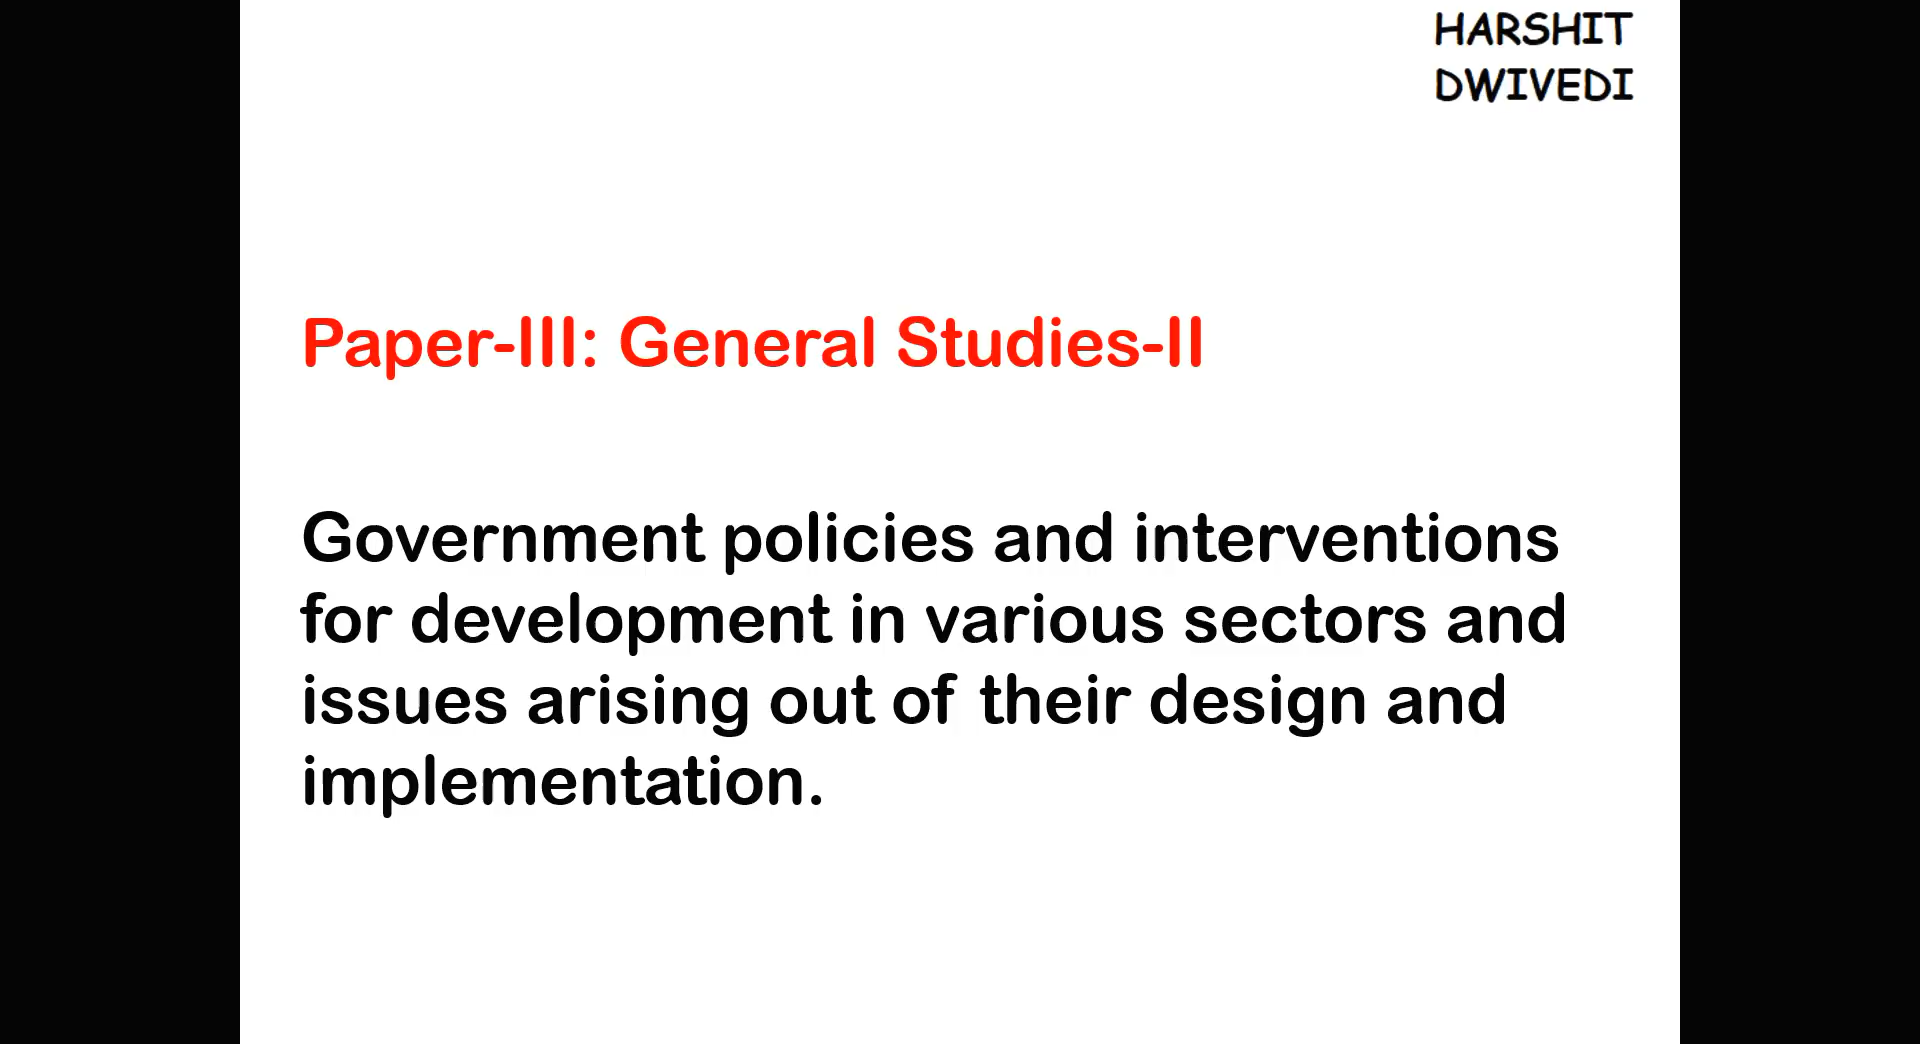 HARSHIT
DWIVEDI
Paper-III: General Studies-II
Government policies and interventions
for development in various sectors and
issues arising out of their design and
implementation.